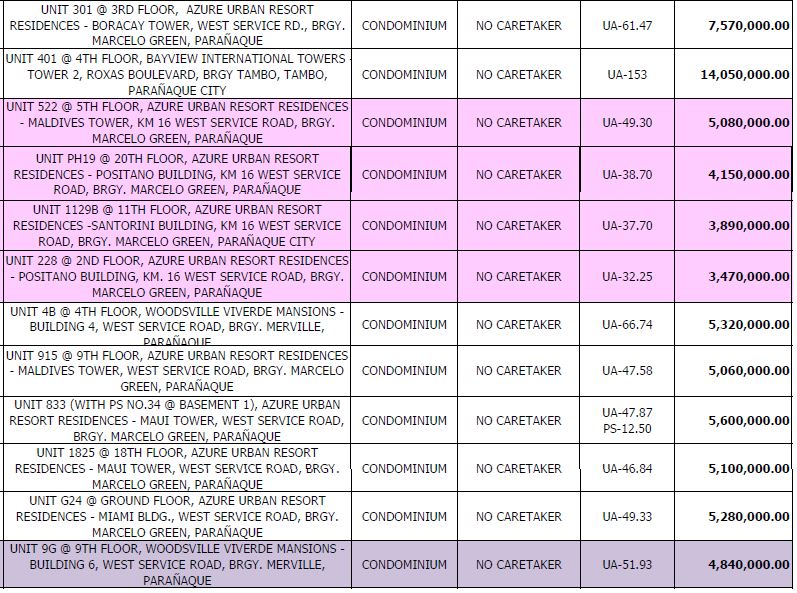 UNIT 301 @ 3RD FLOOR, AZURE URBAN RESORT
RESIDENCES - BORACAY TOWER, WEST SERVICE RD., BRGY.
MARCELO GREEN, PARAÑAQUE
CONDOMINIUM
NO CARETAKER
UA-61.47
7,570,000.00
UNIT 401 @ 4TH FLOOR, BAYVIEW INTERNATIONAL TOWERS -
TOWER 2, ROXAS BOULEVARD, BRGY TAMBO, TAMBO,
PARAÑAQUE CITY
CONDOMINIUM
NO CARETAKER
UA-153
14,050,000.00
UNIT 522 @ 5TH FLOOR, AZURE URBAN RESORT RESIDENCES
- MALDIVES TOWER, KM 16 WEST SERVICE ROAD, BRGY.
MARCELO GREEN, PARAÑAQUE
CONDOMINIUM
NO CARETAKER
UA-49.30
5,080,000.00
UNIT PH19 @ 20TH FLOOR, AZURE URBAN RESORT
RESIDENCES - POSITANO BUILDING, KM 16 WEST SERVICE
ROAD, BRGY. MARCELO GREEN, PARAÑAQUE
CONDOMINIUM
NO CARETAKER
UA-38.70
4,150,000.00
UNIT 1129B @ 11TH FLOOR, AZURE URBAN RESORT
RESIDENCES -SANTORINI BUILDING, KM 16 WEST SERVICE
ROAD, BRGY. MARCELO GREEN, PARAÑAQUE CITY
CONDOMINIUM
NO CARETAKER
UA-37.70
3,890,000.00
UNIT 228 @ 2ND FLOOR, AZURE URBAN RESORT RESIDENCES
- POSITANO BUILDING, KM. 16 WEST SERVICE ROAD, BRGY.
MARCELO GREEN, PARAÑAQUE
CONDOMINIUM
NO CARETAKER
UA-32.25
3,470,000.00
UNIT 4B @ 4TH FLOOR, WOODSVILLE VIVERDE MANSIONS -
BUILDING 4, WEST SERVICE ROAD, BRGY. MERVILLE,
PARAÑAQUE
CONDOMINIUM
NO CARETAKER
UA-66.74
5,320,000.00
UNIT 915 @ 9TH FLOOR, AZURE URBAN RESORT RESIDENCES
- MALDIVES TOWER, WEST SERVICE ROAD, BRGY. MARCELO
GREEN, PARAÑAQUE
CONDOMINIUM
NO CARETAKER
UA-47.58
5,060,000.00
UNIT 833 (WITH PS NO.34 @ BASEMENT 1), AZURE URBAN
RESORT RESIDENCES - MAUI TOWER, WEST SERVICE ROAD,
BRGY. MARCELO GREEN, PARAÑAQUE
CONDOMINIUM
NO CARETAKER
UA-47.87
PS-12.50
5,600,000.00
UNIT 1825 @ 18TH FLOOR, AZURE URBAN RESORT
RESIDENCES - MAUI TOWER, WEST SERVICE ROAD, BRGY.
MARCELO GREEN, PARAÑAQUE
CONDOMINIUM
NO CARETAKER
UA-46.84
5,100,000.00
UNIT G24 @ GROUND FLOOR, AZURE URBAN RESORT
RESIDENCES - MIAMI BLDG., WEST SERVICE ROAD, BRGY.
MARCELO GREEN, PARAÑAQUE
CONDOMINIUM
NO CARETAKER
UA-49.33
5,280,000.00
UNIT 9G @ 9TH FLOOR, WOODSVILLE VIVERDE MANSIONS -
BUILDING 6, WEST SERVICE ROAD, BRGY. MERVILLE,
PARAÑAQUE
CONDOMINIUM
NO CARETAKER
UA-51.93
4,840,000.00